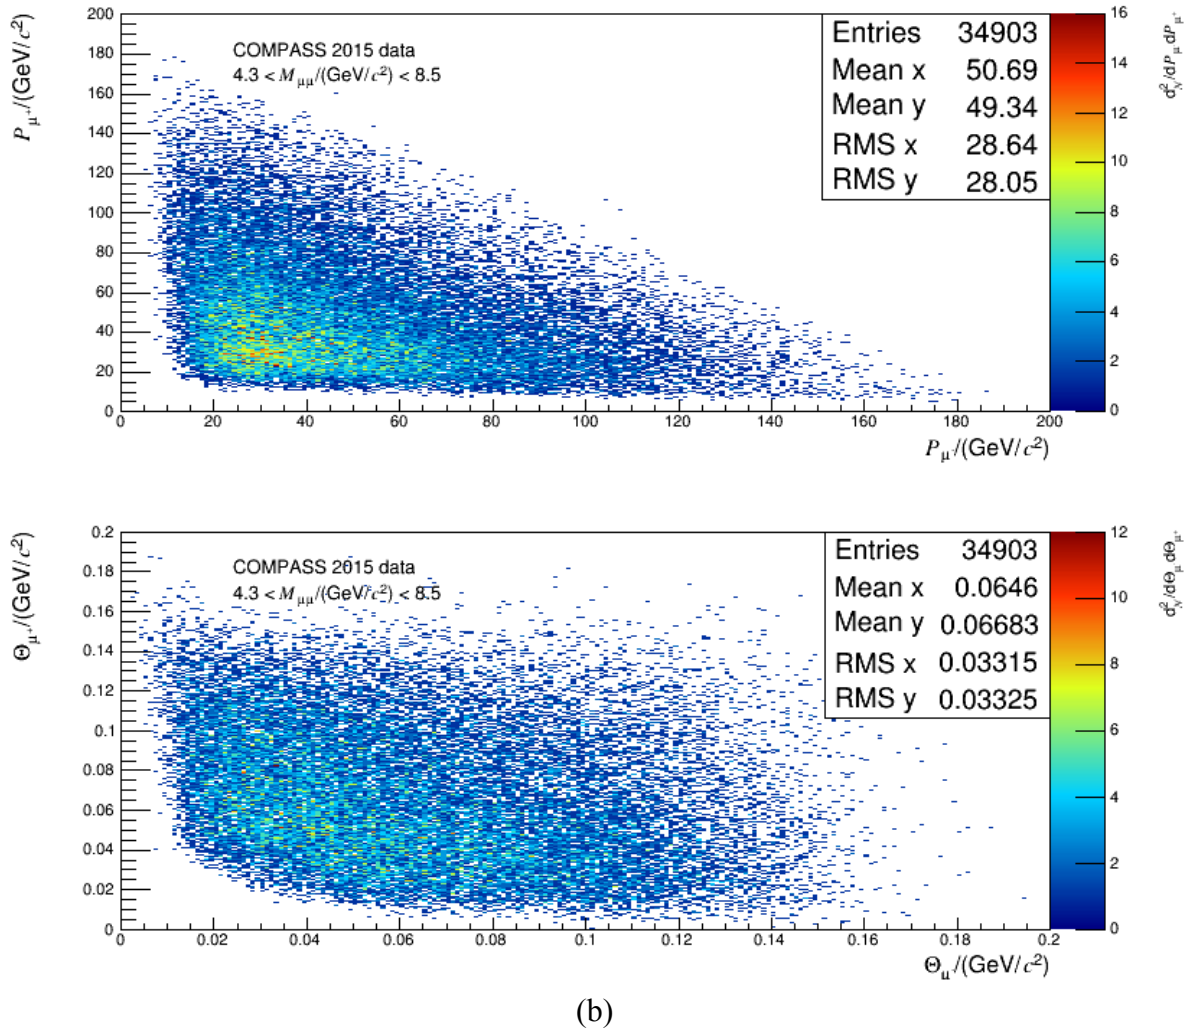 P_μ⁺/(GeV/c²)
200
180
160
140
120
100
80
60
40
20
0
COMPASS 2015 data
4.3 < M_μμ/(GeV/c²) < 8.5
Entries 34903
Mean x 50.69
Mean y 49.34
RMS x 28.64
RMS y 28.05
16
14
12
10
8
6
4
2
0
d²_N/dP_μ⁻dP_μ⁺
0 20 40 60 80 100 120 140 160 180 200
P_μ⁻/(GeV/c²)
Θ_μ⁺/(GeV/c²)
0.2
0.18
0.16
0.14
0.12
0.1
0.08
0.06
0.04
0.02
0
COMPASS 2015 data
4.3 < M_μμ/(GeV/c²) < 8.5
Entries 34903
Mean x 0.0646
Mean y 0.06683
RMS x 0.03315
RMS y 0.03325
12
10
8
6
4
2
0
d²_N/dΘ_μ⁻dΘ_μ⁺
0 0.02 0.04 0.06 0.08 0.1 0.12 0.14 0.16 0.18 0.2
Θ_μ⁻/(GeV/c²)
(b)